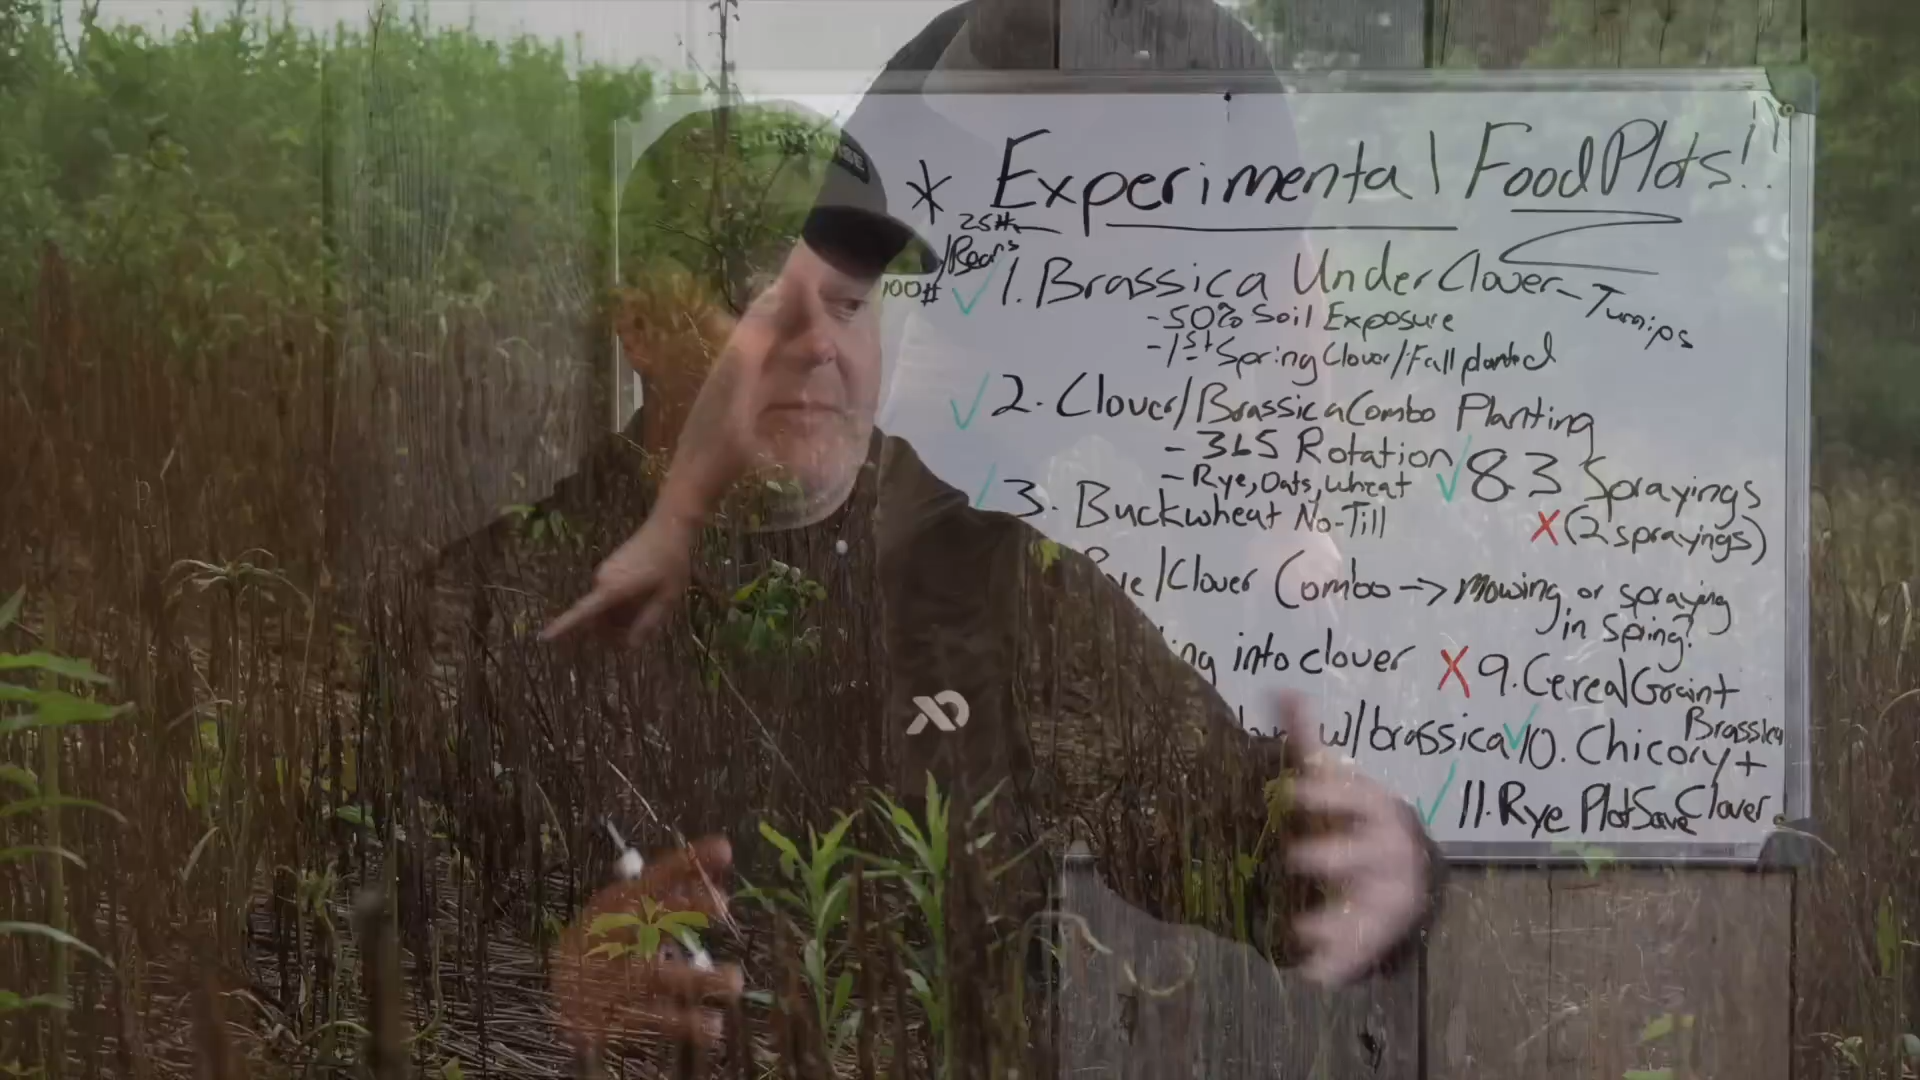 * Experimental Food Plots!!
25#
/Pears
100#
1. Brassica Under Clover - Turnips
- 50% Soil Exposure
- 1st Spring Clover/Fall planted
2. Clover/Brassica Combo Planting
- 365 Rotation
- Rye, Oats, Wheat
3. Buckwheat No-Till
8 3 Sprayings
X (2 sprayings)
/Clover Combo -> Mowing or spraying
in Spring?
into clover
X 9. Cereal Grain +
Brassica
w/brassica
10. Chicory +
11. Rye Plot Save Clover